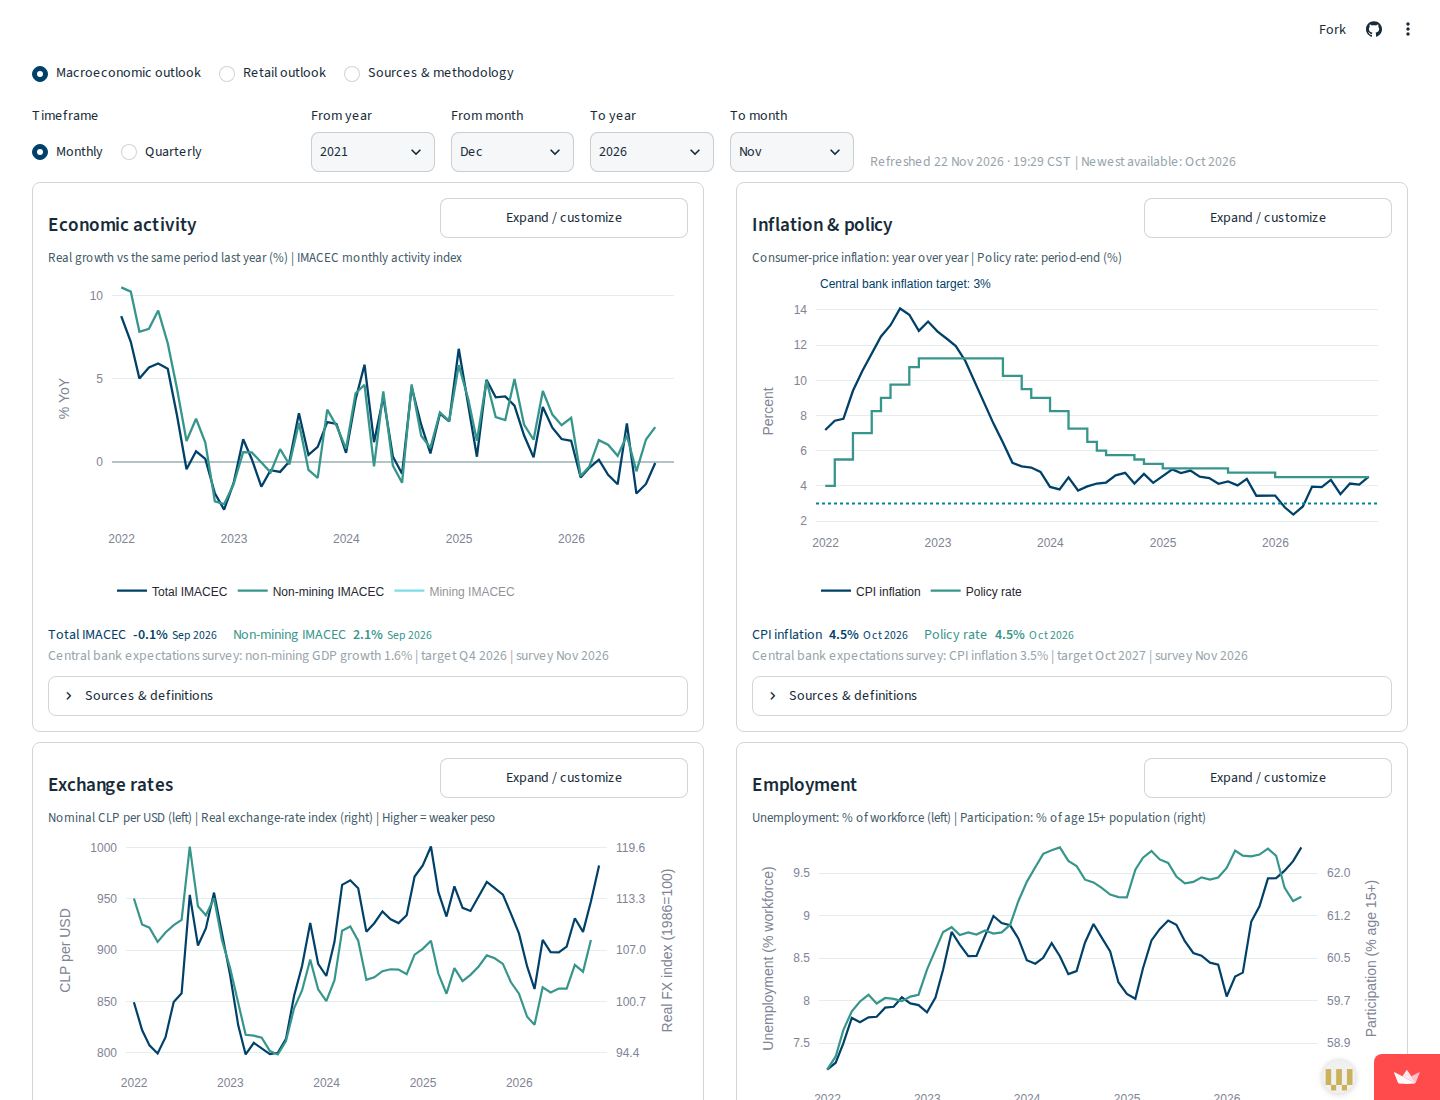 Fork
Macroeconomic outlook Retail outlook Sources & methodology
Timeframe From year From month To year To month
Monthly Quarterly 2021 Dec 2026 Nov Refreshed 22 Nov 2026 · 19:29 CST | Newest available: Oct 2026
Economic activity Expand / customize
Real growth vs the same period last year (%) | IMACEC monthly activity index
10
5
0
% YoY
2022 2023 2024 2025 2026
Total IMACEC Non-mining IMACEC Mining IMACEC
Total IMACEC -0.1% Sep 2026 Non-mining IMACEC 2.1% Sep 2026
Central bank expectations survey: non-mining GDP growth 1.6% | target Q4 2026 | survey Nov 2026
Sources & definitions
Inflation & policy Expand / customize
Consumer-price inflation: year over year | Policy rate: period-end (%)
Central bank inflation target: 3%
14
12
10
8
6
4
2
Percent
2022 2023 2024 2025 2026
CPI inflation Policy rate
CPI inflation 4.5% Oct 2026 Policy rate 4.5% Oct 2026
Central bank expectations survey: CPI inflation 3.5% | target Oct 2027 | survey Nov 2026
Sources & definitions
Exchange rates Expand / customize
Nominal CLP per USD (left) | Real exchange-rate index (right) | Higher = weaker peso
1000 119.6
950 113.3
900 107.0
850 100.7
800 94.4
CLP per USD
Real FX index (1986=100)
2022 2023 2024 2025 2026
Employment Expand / customize
Unemployment: % of workforce (left) | Participation: % of age 15+ population (right)
9.5 62.0
9 61.2
8.5 60.5
8 59.7
7.5 58.9
Unemployment (% workforce)
Participation (% age 15+)
2022 2023 2024 2025 2026